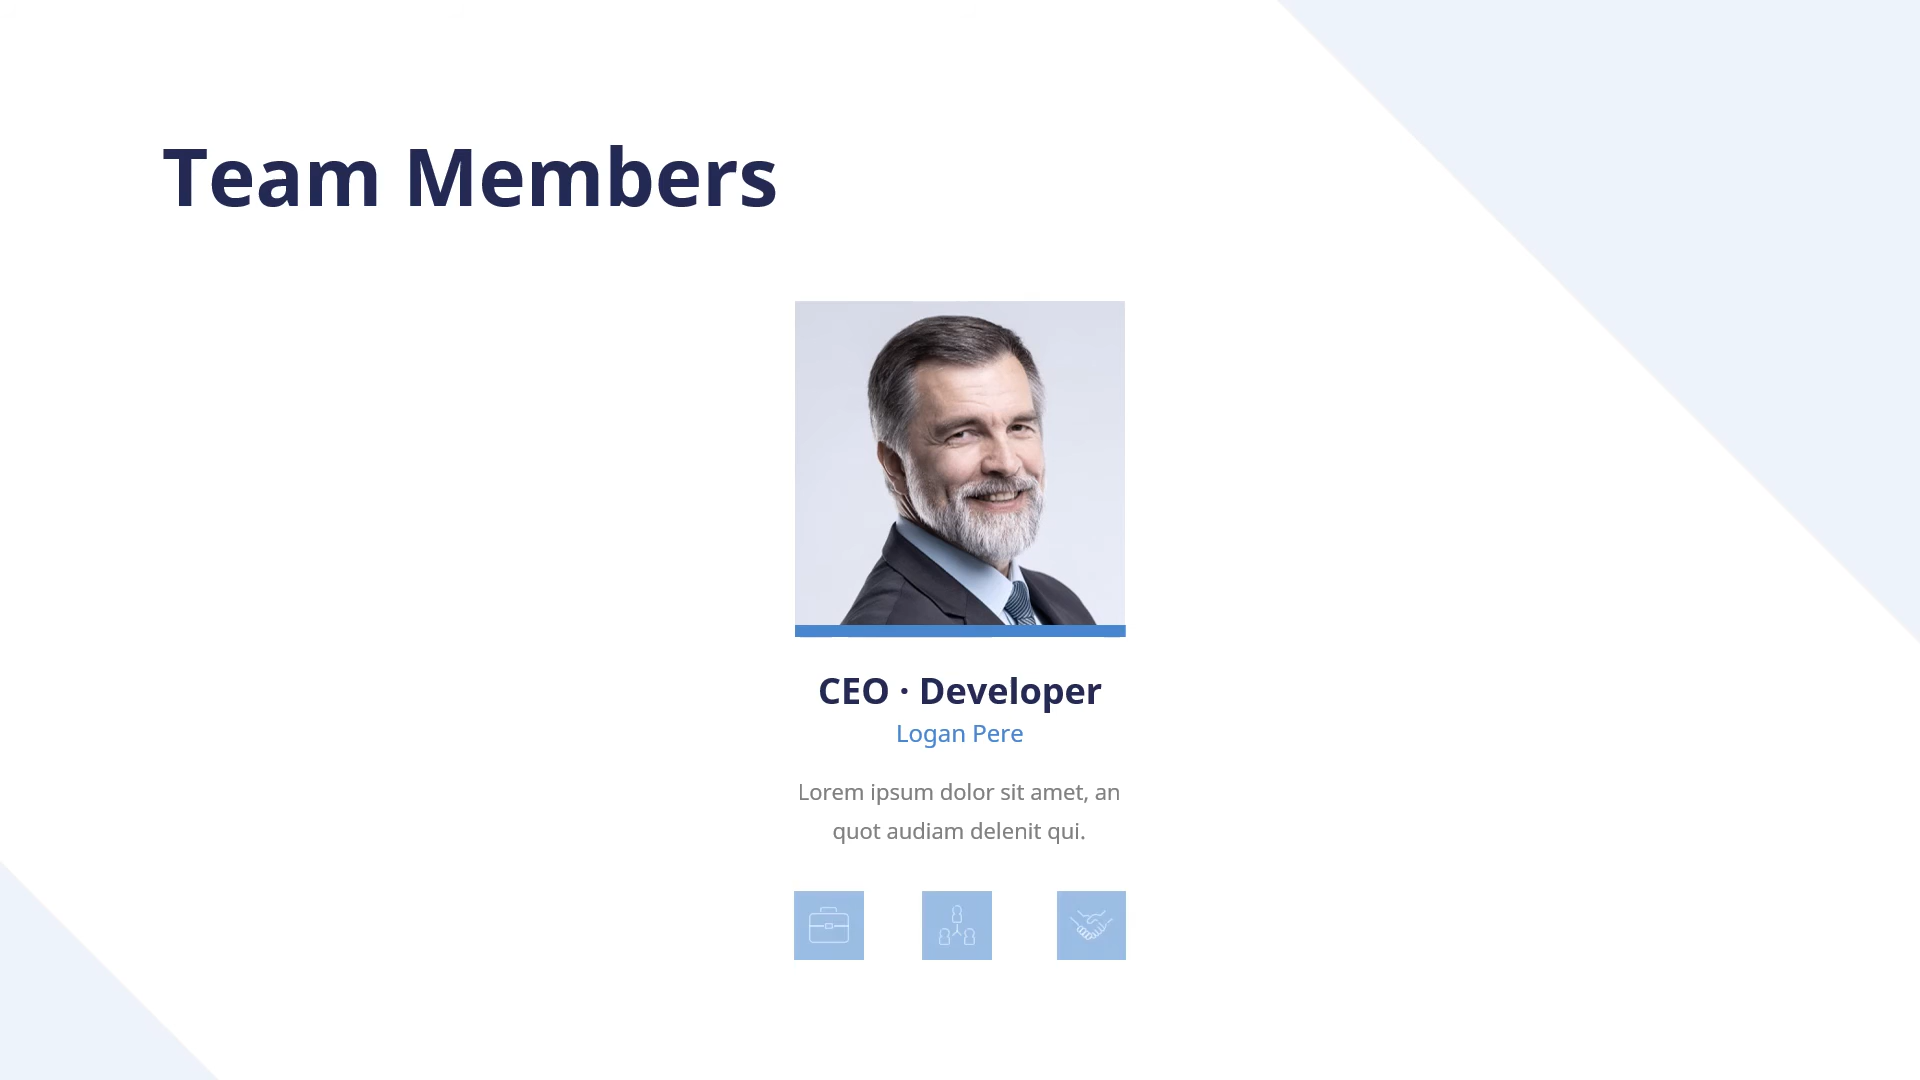 Team Members
CEO · Developer
Logan Pere
Lorem ipsum dolor sit amet, an
quot audiam delenit qui.